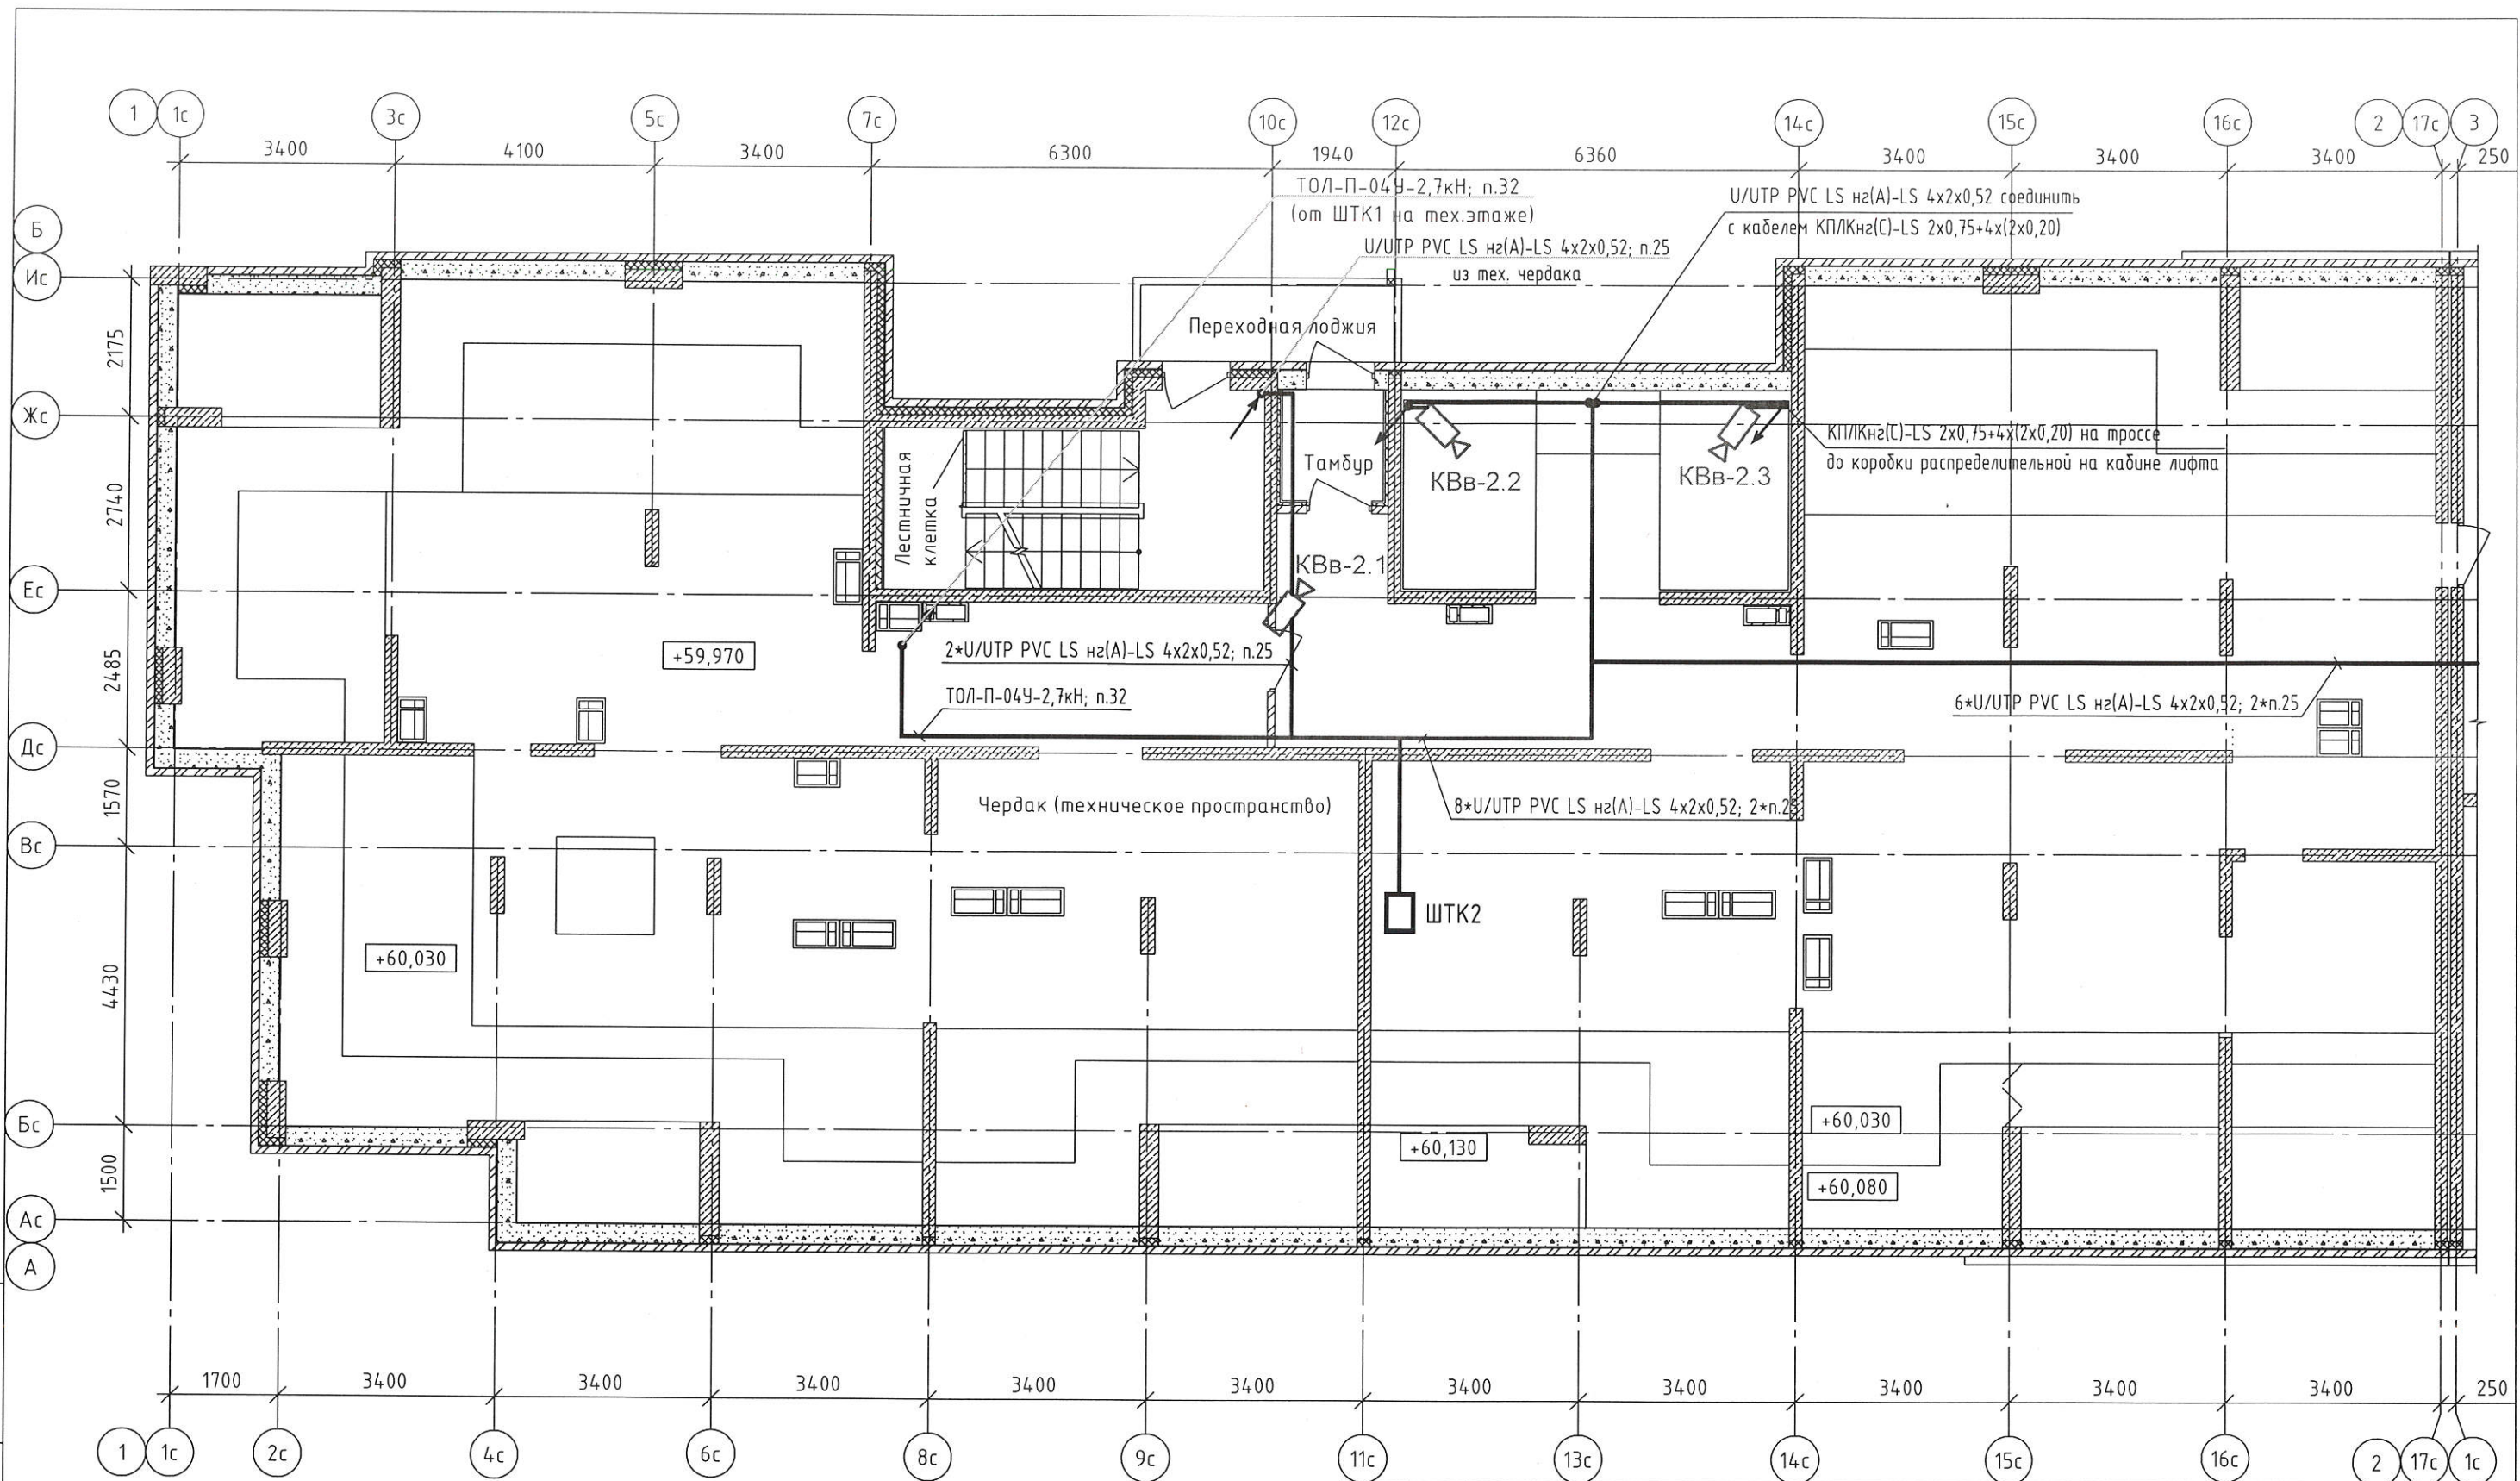 1
1с
3с
5с
7с
10с
12с
14с
15с
16с
2
17с
3
3400
4100
3400
6300
1940
6360
3400
3400
3400
250
ТОЛ-П-04У-2,7кН; п.32
(от ШТК1 на тех.этаже)
U/UTP PVC LS нг(А)-LS 4х2х0,52; п.25
из тех. чердака
U/UTP PVC LS нг(А)-LS 4х2х0,52 соединить
с кабелем КПЛКнг(С)-LS 2х0,75+4х(2х0,20)
Б
Ис
Жс
Ес
Дс
Вс
Бс
Ас
А
2175
2740
2485
1570
4430
1500
Переходная лоджия
Лестничная
клетка
Тамбур
КВв-2.1
КВв-2.2
КВв-2.3
КПЛКнг(С)-LS 2х0,75+4х(2х0,20) на троссе
до коробки распределительной на кабине лифта
+59,970
2*U/UTP PVC LS нг(А)-LS 4х2х0,52; п.25
ТОЛ-П-04У-2,7кН; п.32
6*U/UTP PVC LS нг(А)-LS 4х2х0,52; 2*п.25
Чердак (техническое пространство)
8*U/UTP PVC LS нг(А)-LS 4х2х0,52; 2*п.25
ШТК2
+60,030
+60,130
+60,030
+60,080
1700
3400
3400
3400
3400
3400
3400
3400
3400
3400
3400
250
1
1с
2с
4с
6с
8с
9с
11с
13с
14с
15с
16с
2
17с
1с